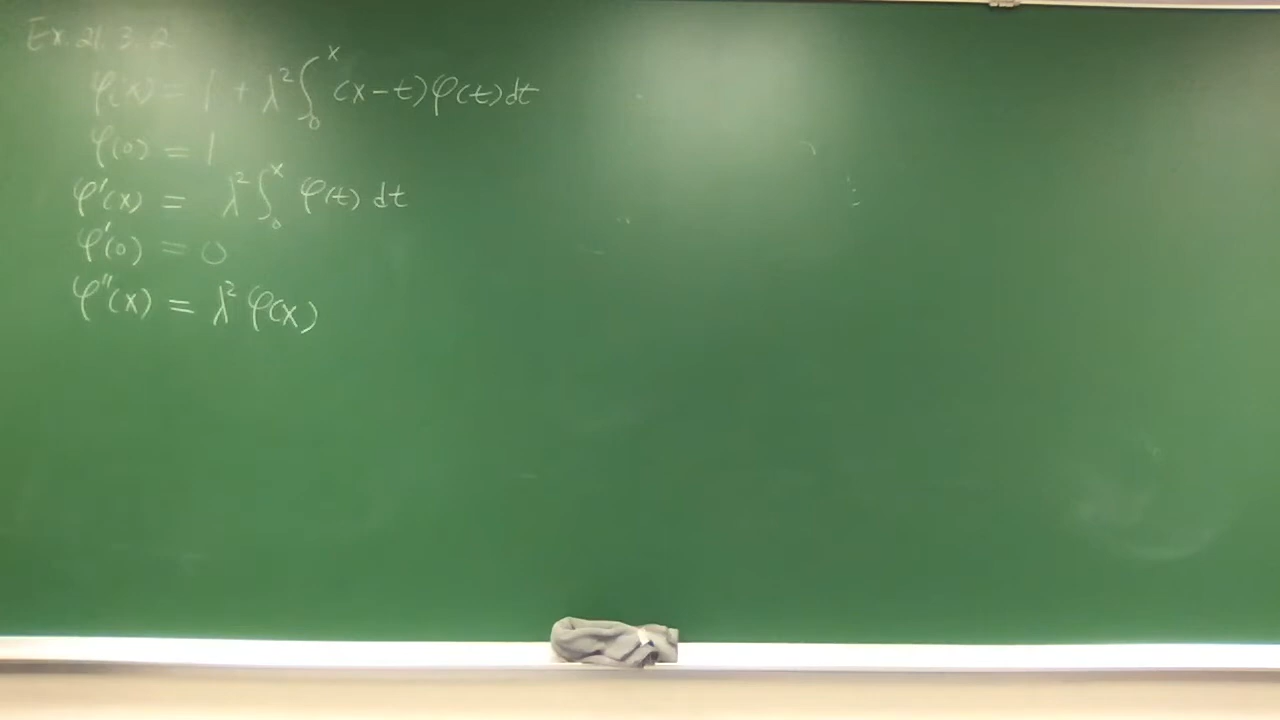 Ex. 21.3.2
φ(x) = 1 + λ² ∫₀ˣ (x-t)φ(t)dt
φ(0) = 1
φ'(x) = λ² ∫₀ˣ φ(t) dt
φ'(0) = 0
φ''(x) = λ² φ(x)